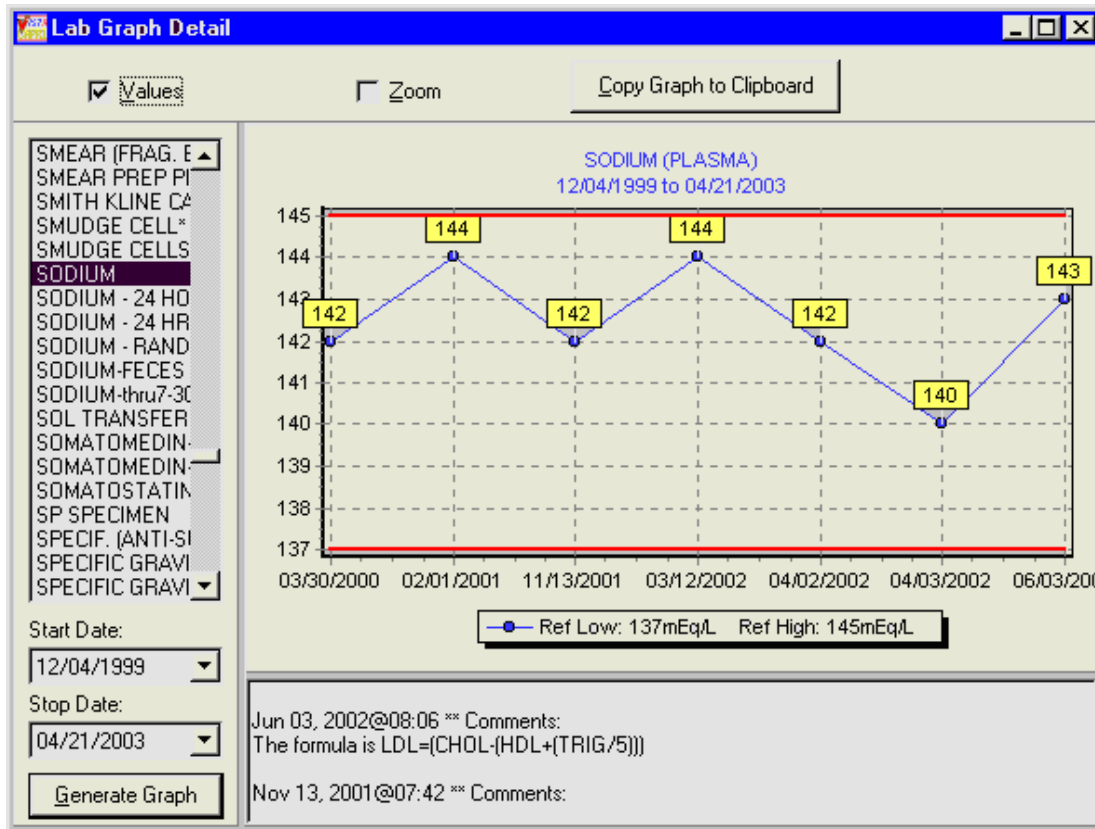 Lab Graph Detail
Values
Zoom
Copy Graph to Clipboard
SMEAR (FRAG. E
SMEAR PREP PI
SMITH KLINE CA
SMUDGE CELL*
SMUDGE CELLS
SODIUM
SODIUM - 24 HO
SODIUM - 24 HR
SODIUM - RAND
SODIUM-FECES
SODIUM-thru7-30
SOL TRANSFER
SOMATOMEDIN-
SOMATOMEDIN-
SOMATOSTATIN
SP SPECIMEN
SPECIF. (ANTI-SI
SPECIFIC GRAVI
SPECIFIC GRAVI
Start Date:
12/04/1999
Stop Date:
04/21/2003
Generate Graph
SODIUM (PLASMA)
12/04/1999 to 04/21/2003
145
144
143
142
141
140
139
138
137
142
144
142
144
142
140
143
03/30/2000 02/01/2001 11/13/2001 03/12/2002 04/02/2002 04/03/2002 06/03/200
Ref Low: 137mEq/L Ref High: 145mEq/L
Jun 03, 2002@08:06 ** Comments:
The formula is LDL=(CHOL-(HDL+(TRIG/5)))
Nov 13, 2001@07:42 ** Comments: